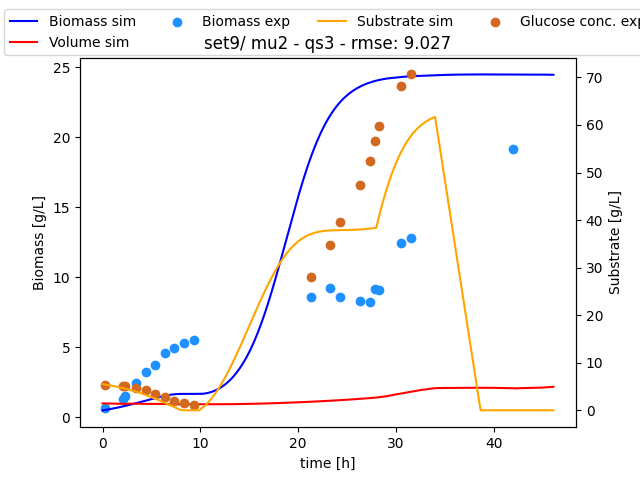 Biomass sim
Biomass exp
Substrate sim
Glucose conc. exp
Volume sim
set9/ mu2 - qs3 - rmse: 9.027
25
20
15
10
5
0
Biomass [g/L]
70
60
50
40
30
20
10
0
Substrate [g/L]
0
10
20
30
40
time [h]